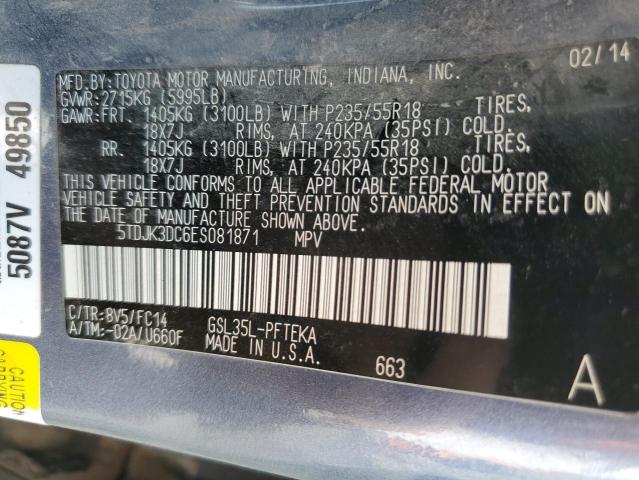 02/14
MFD.BY:TOYOTA MOTOR MANUFACTURING, INDIANA, INC.
GVWR:2715KG (5995LB)
GAWR:FRT. 1405KG (3100LB) WITH P235/55R18 TIRES,
18X7J RIMS, AT 240KPA (35PSI) COLD.
RR. 1405KG (3100LB) WITH P235/55R18 TIRES,
18X7J RIMS, AT 240KPA (35PSI) COLD.
THIS VEHICLE CONFORMS TO ALL APPLICABLE FEDERAL MOTOR
VEHICLE SAFETY AND THEFT PREVENTION STANDARDS IN EFFECT ON
THE DATE OF MANUFACTURE SHOWN ABOVE.
5TDJK3DC6ES081871 MPV
C/TR:8V5/FC14 GSL35L-PFTEKA
A/TM:-02A/U660F MADE IN U.S.A.
663
A
5087V 49850
CAUTION
CARRYING